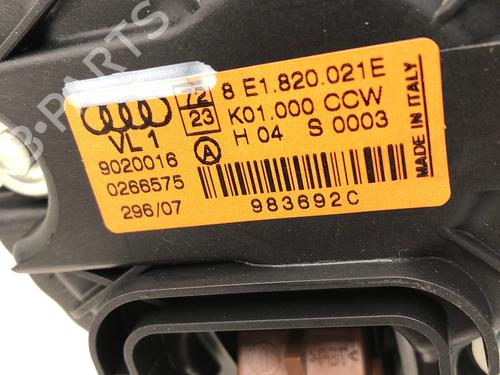 72
23
8 E1.820.021E
K01.000 CCW
VL 1
H 04 S 0003
A
9020016
0266575
296/07
983692C
MADE IN ITALY
B-PARTS